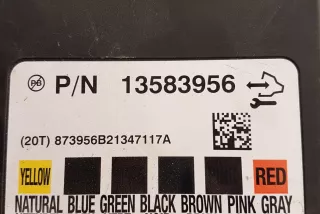 P/N 13583956
(20T) 873956B21347117A
YELLOW RED
NATURAL BLUE GREEN BLACK BROWN PINK GRAY